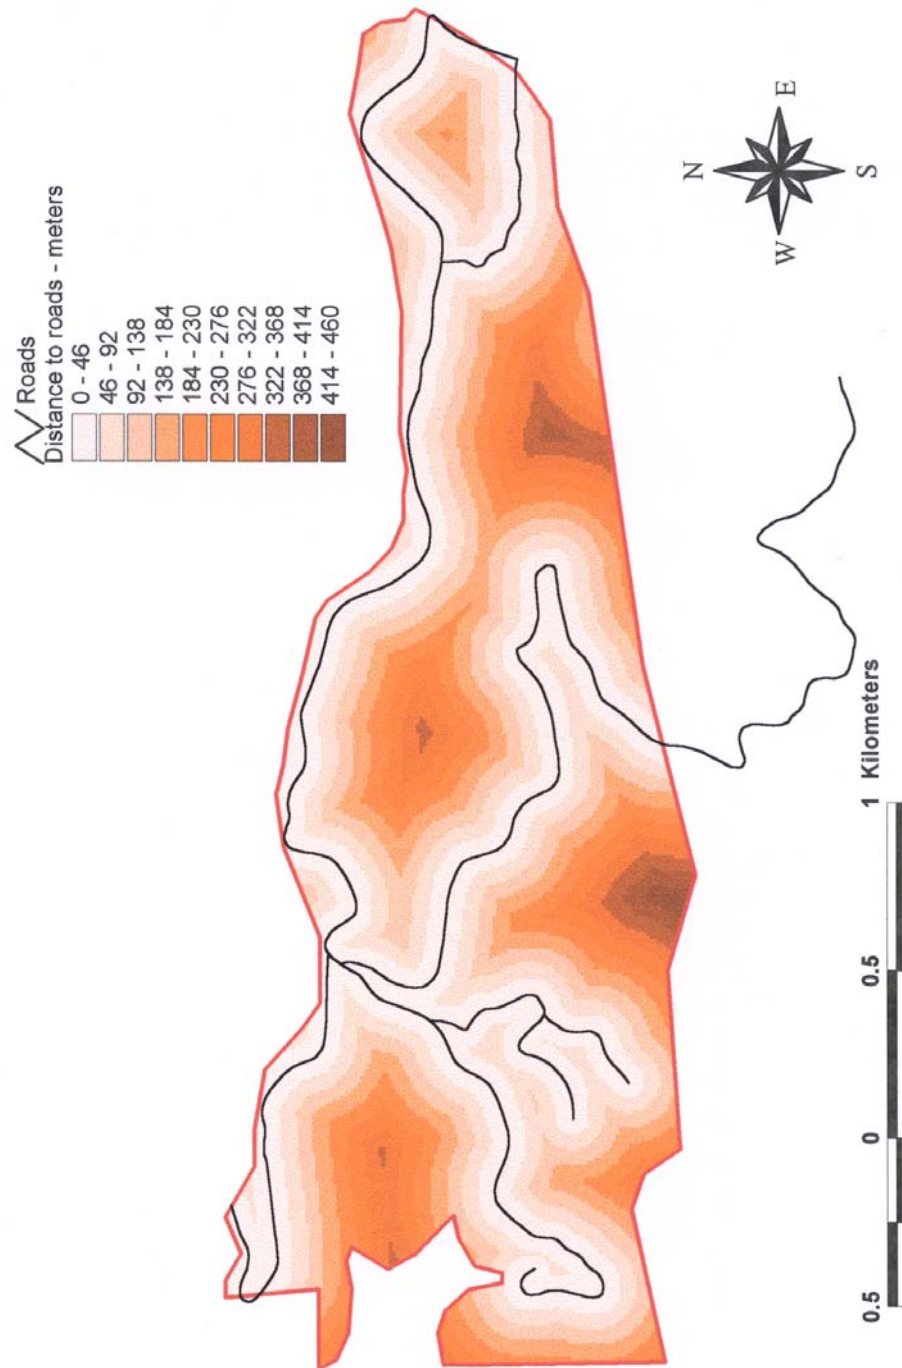 Roads
Distance to roads - meters
0 - 46
46 - 92
92 - 138
138 - 184
184 - 230
230 - 276
276 - 322
322 - 368
368 - 414
414 - 460
N
W
E
S
0.5
0
0.5
1
Kilometers